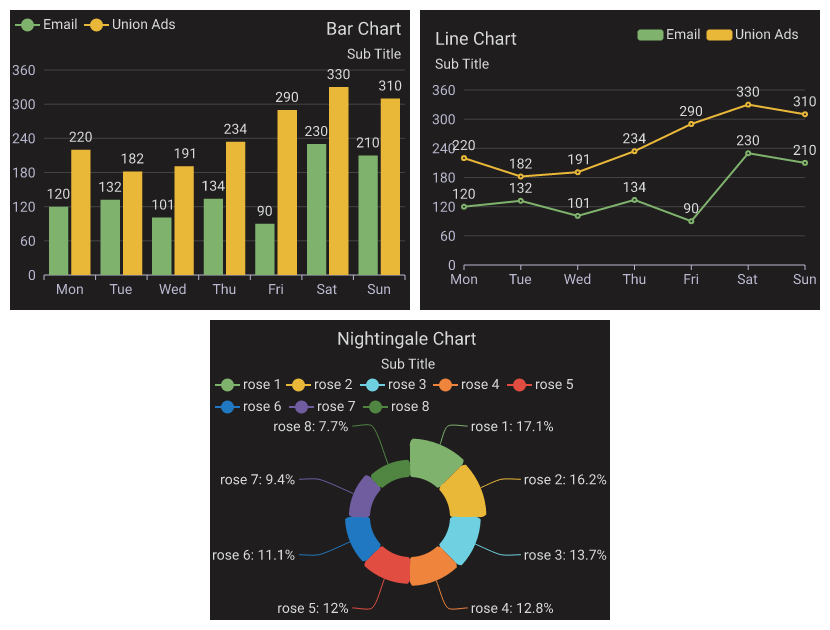 Email Union Ads
Bar Chart
Sub Title
360
300
240
180
120
60
0
120 220 132 182 101 191 134 234 90 290 230 330 210 310
Mon Tue Wed Thu Fri Sat Sun
Line Chart
Sub Title
Email Union Ads
360
300
240
180
120
60
0
220 182 191 234 290 330 310
120 132 101 134 90 230 210
Mon Tue Wed Thu Fri Sat Sun
Nightingale Chart
Sub Title
rose 1 rose 2 rose 3 rose 4 rose 5
rose 6 rose 7 rose 8
rose 8: 7.7% rose 1: 17.1%
rose 7: 9.4% rose 2: 16.2%
rose 6: 11.1% rose 3: 13.7%
rose 5: 12% rose 4: 12.8%